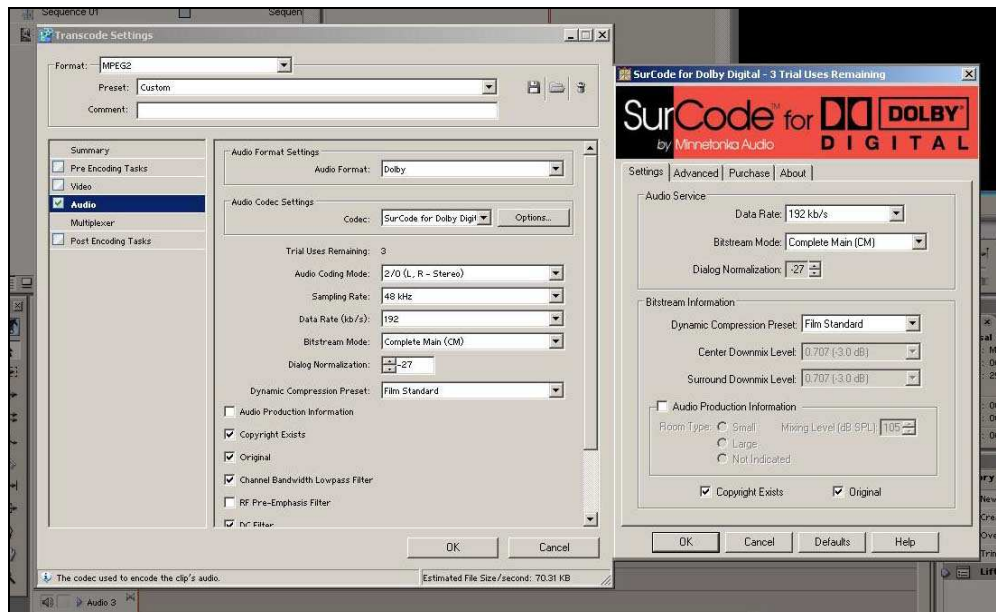 Sequence 01
Sequen
Transcode Settings
Format: MPEG2
Preset: Custom
Comment:
Summary
Pre Encoding Tasks
Video
Audio
Multiplexer
Post Encoding Tasks
Audio Format Settings
Audio Format: Dolby
Audio Codec Settings
Codec: SurCode for Dolby Digit Options...
Trial Uses Remaining: 3
Audio Coding Mode: 2/0 (L, R - Stereo)
Sampling Rate: 48 kHz
Data Rate (kb/s): 192
Bitstream Mode: Complete Main (CM)
Dialog Normalization: -27
Dynamic Compression Preset: Film Standard
Audio Production Information
Copyright Exists
Original
Channel Bandwidth Lowpass Filter
RF Pre-Emphasis Filter
DC Filter
OK Cancel
The codec used to encode the clip's audio.
Estimated File Size/second: 70.31 KB
Audio 3
SurCode for Dolby Digital - 3 Trial Uses Remaining
SurCode™ for DOLBY
by Minnetonka Audio DIGITAL
Settings Advanced Purchase About
Audio Service
Data Rate: 192 kb/s
Bitstream Mode: Complete Main (CM)
Dialog Normalization: -27
Bitstream Information
Dynamic Compression Preset: Film Standard
Center Downmix Level: 0.707 (-3.0 dB)
Surround Downmix Level: 0.707 (-3.0 dB)
Audio Production Information
Room Type: Small Mixing Level (dB SPL): 105
Large
Not Indicated
Copyright Exists Original
OK Cancel Defaults Help